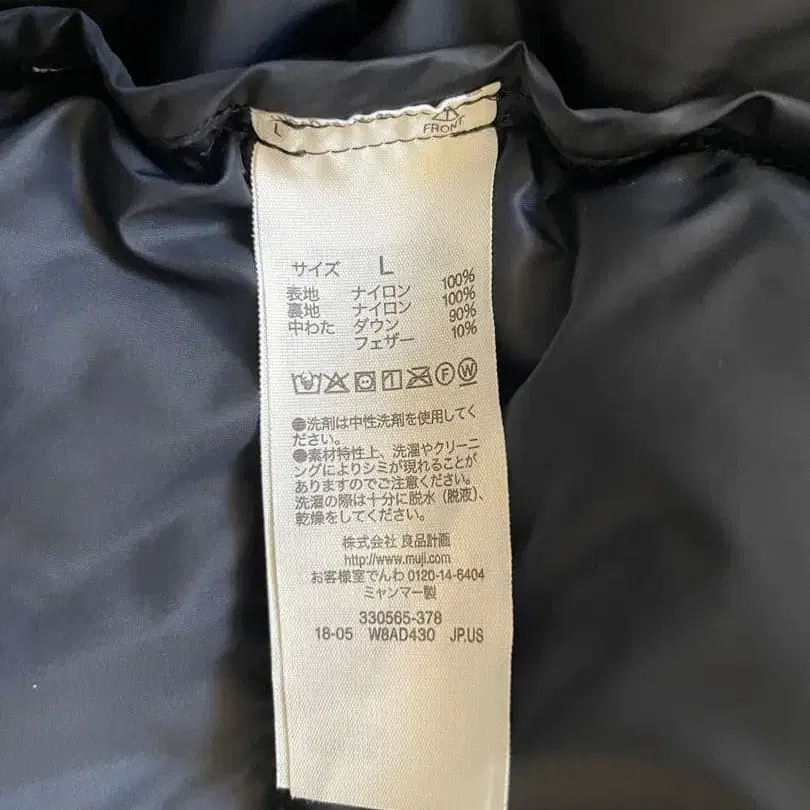 L
FRONT
サイズ L
表地 ナイロン 100%
裏地 ナイロン 100%
中わた ダウン 90%
フェザー 10%
F W
●洗剤は中性洗剤を使用してく
ださい。
●素材特性上、洗濯やクリーニ
ングによりシミが現れることが
ありますのでご注意ください。
洗濯の際は十分に脱水（脱液）、
乾燥をしてください。
株式会社 良品計画
http://www.muji.com
お客様室でんわ 0120-14-6404
ミャンマー製
330565-378
18-05 W8AD430 JP.US